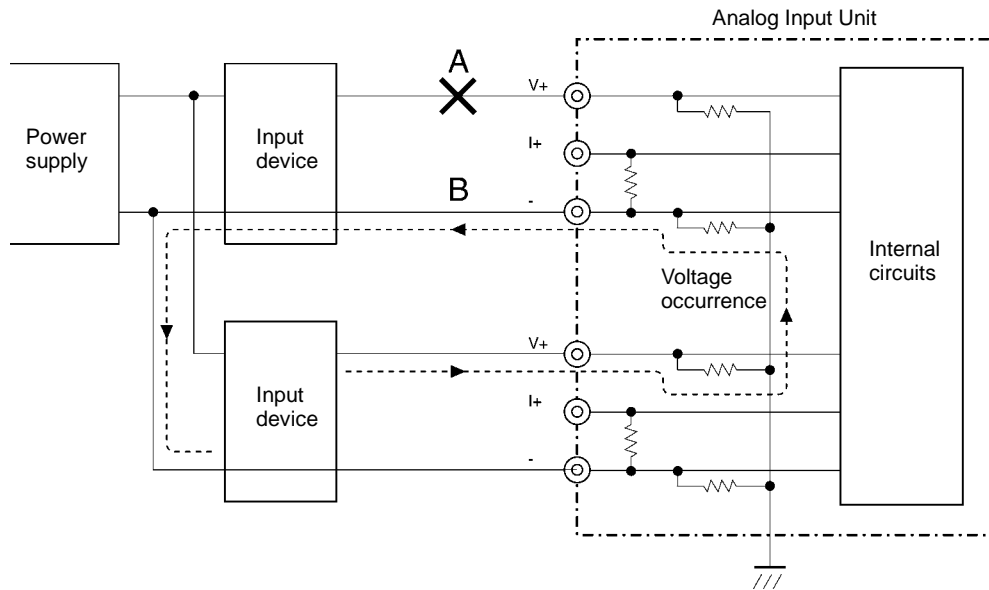 Analog Input Unit
A
V+
Power
supply
Input
device
I+
B
-
Internal
circuits
Voltage
occurrence
V+
Input
device
I+
-